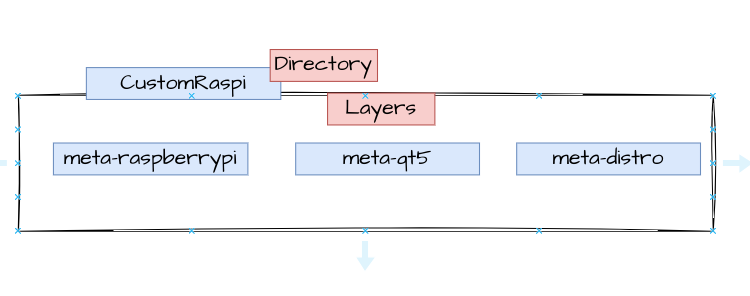 Directory
CustomRaspi
Layers
meta-raspberrypi
meta-qt5
meta-distro